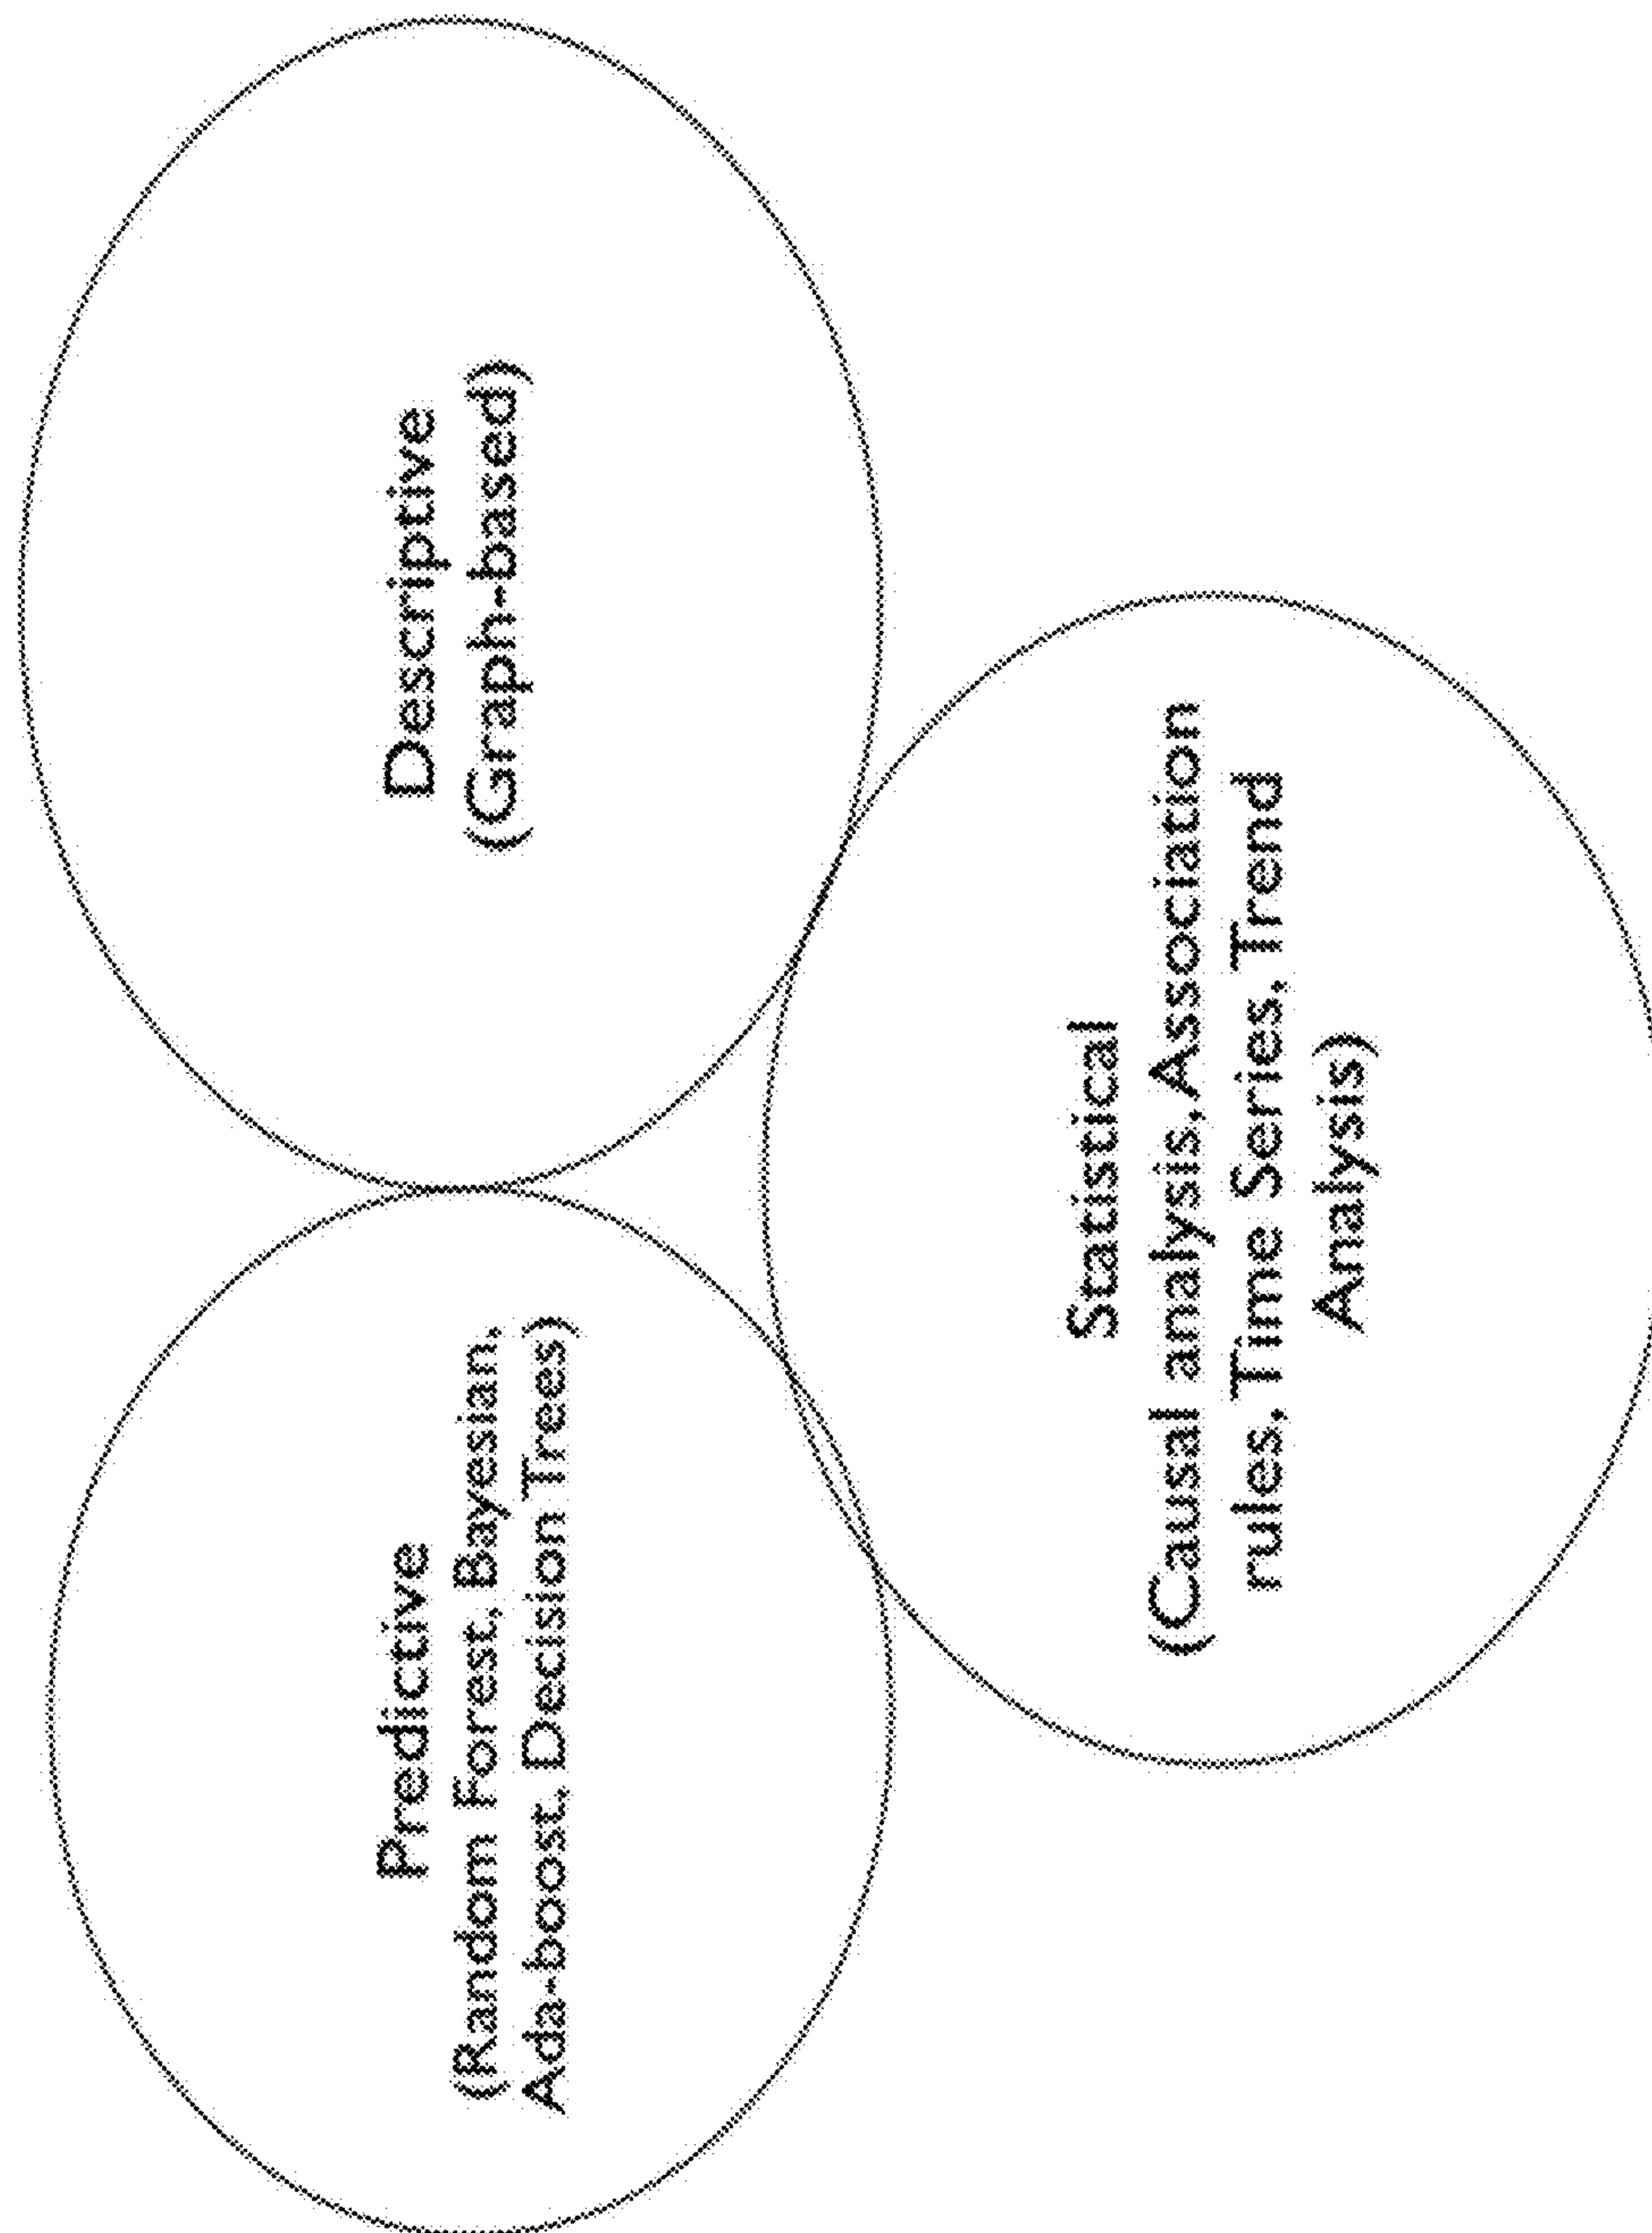 Predictive
(Random Forest, Bayesian,
Ada-boost, Decision Trees)
Descriptive
(Graph-based)
Statistical
(Causal analysis, Association
rules, Time Series, Trend
Analysis)